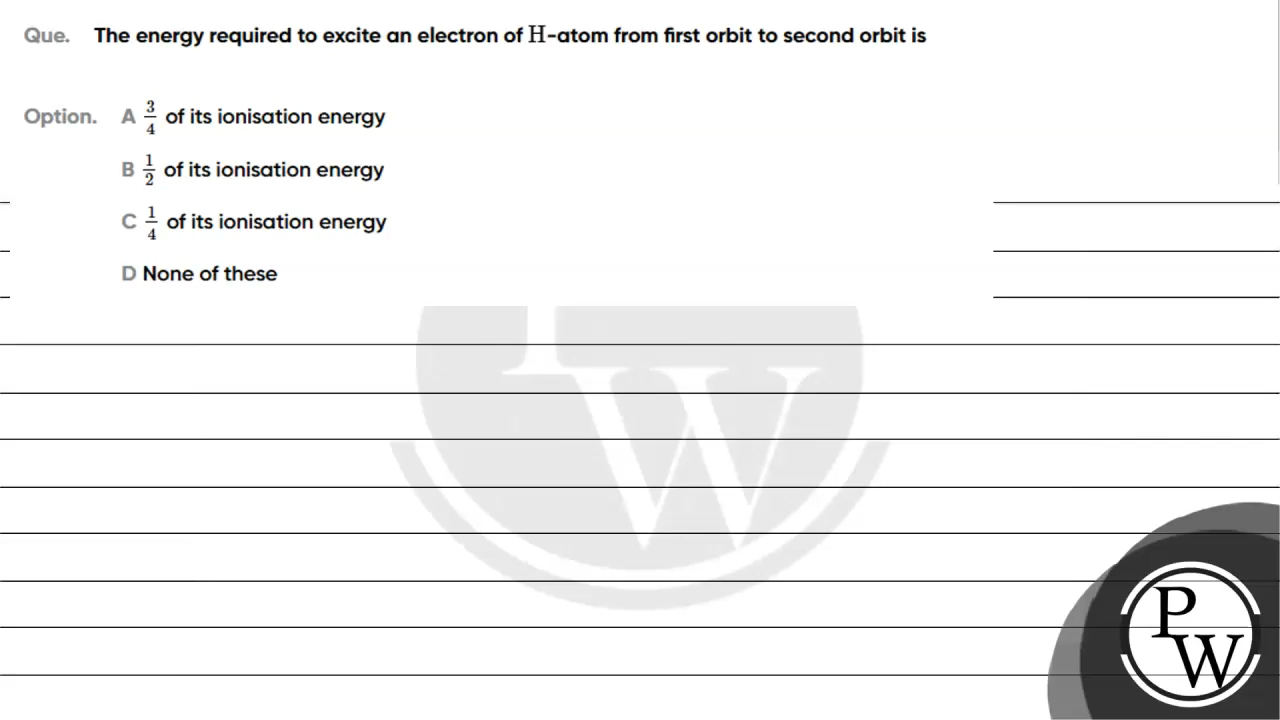 Que. The energy required to excite an electron of H-atom from first orbit to second orbit is
Option. A 3/4 of its ionisation energy
B 1/2 of its ionisation energy
C 1/4 of its ionisation energy
D None of these
W
P
W